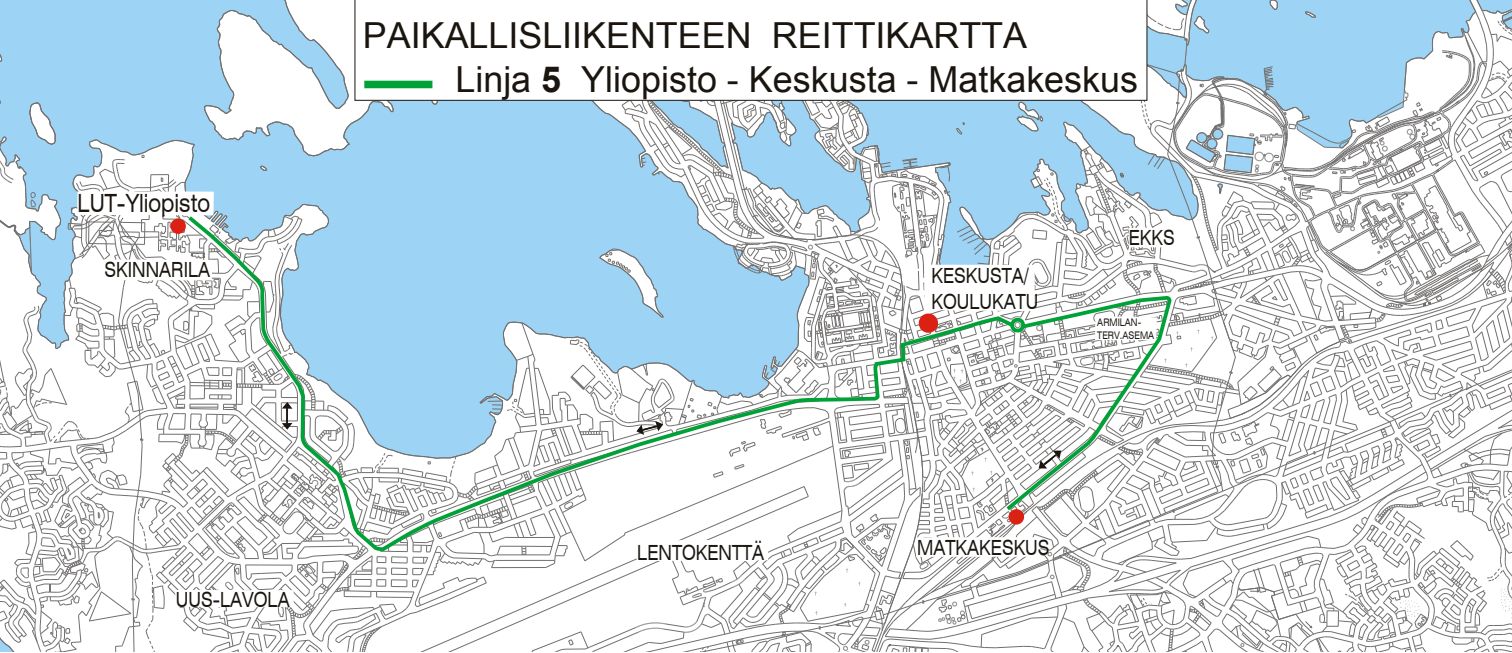 PAIKALLISLIIKENTEEN REITTIKARTTA
Linja 5 Yliopisto - Keskusta - Matkakeskus
LUT-Yliopisto
SKINNARILA
EKKS
KESKUSTA/
KOULUKATU
ARMILAN-
TERV.ASEMA
LENTOKENTTÄ
MATKAKESKUS
UUS-LAVOLA